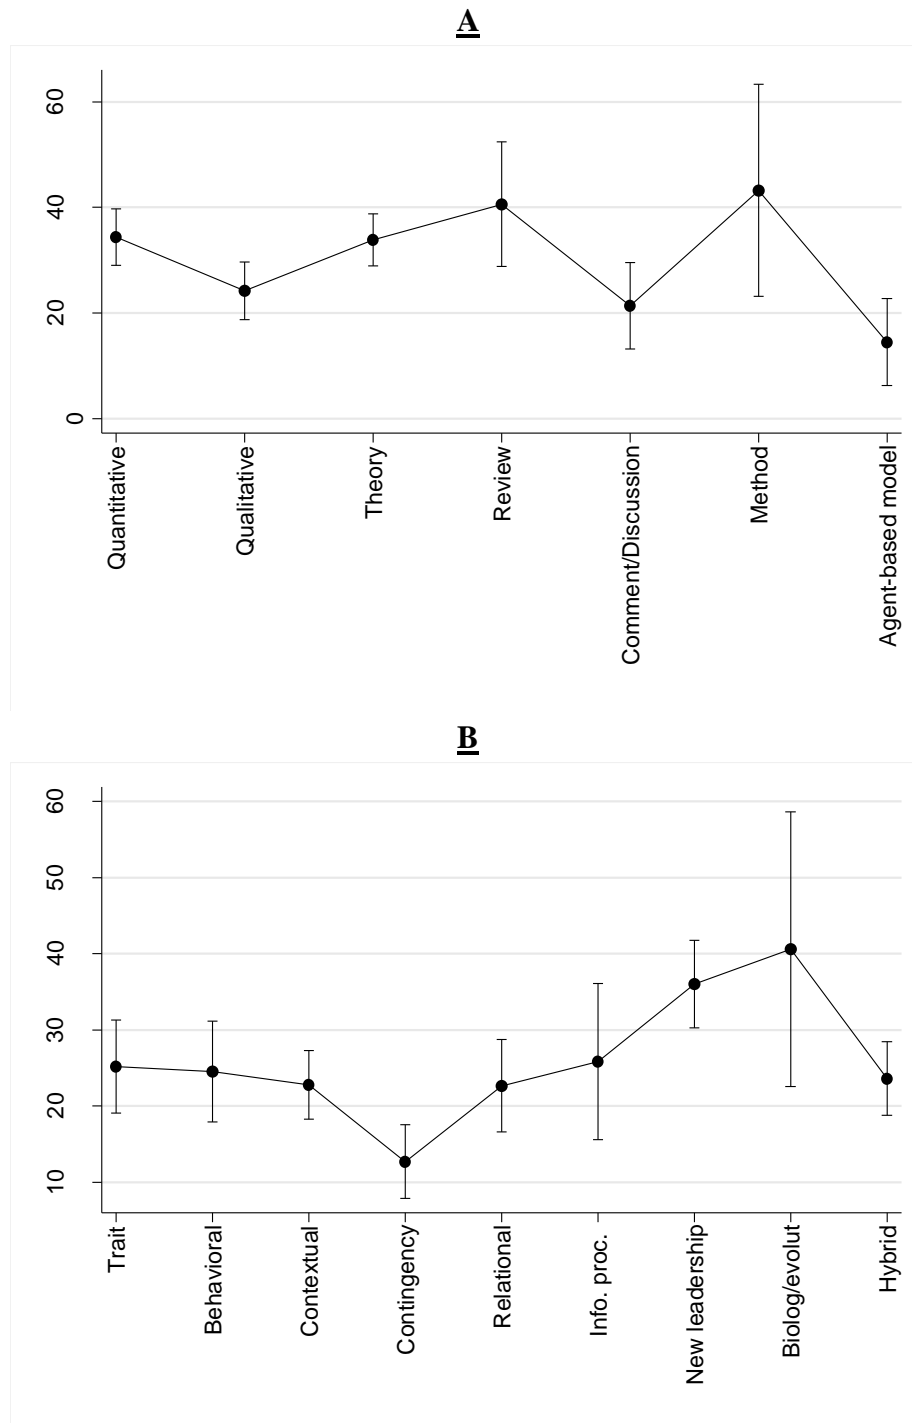 A
60
40
20
0
Quantitative
Qualitative
Theory
Review
Comment/Discussion
Method
Agent-based model
B
60
50
40
30
20
10
Trait
Behavioral
Contextual
Contingency
Relational
Info. proc.
New leadership
Biolog/evolut
Hybrid